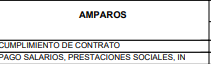 AMPAROS
CUMPLIMIENTO DE CONTRATO
PAGO SALARIOS, PRESTACIONES SOCIALES, IN